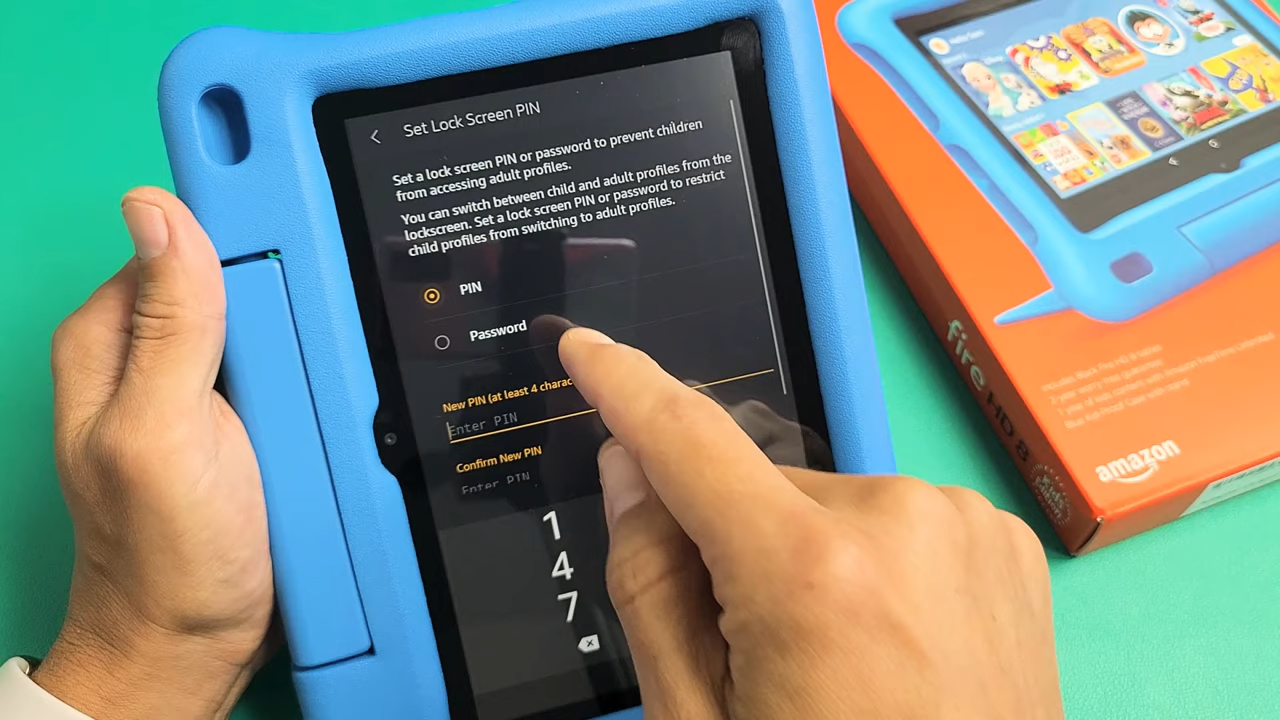 Set Lock Screen PIN
Set a lock screen PIN or password to prevent children
from accessing adult profiles.
You can switch between child and adult profiles from the
lockscreen. Set a lock screen PIN or password to restrict
child profiles from switching to adult profiles.
PIN
Password
New PIN (at least 4 charac
Enter PIN
Confirm New PIN
Enter PIN
1
4
7
fire HD 8
amazon